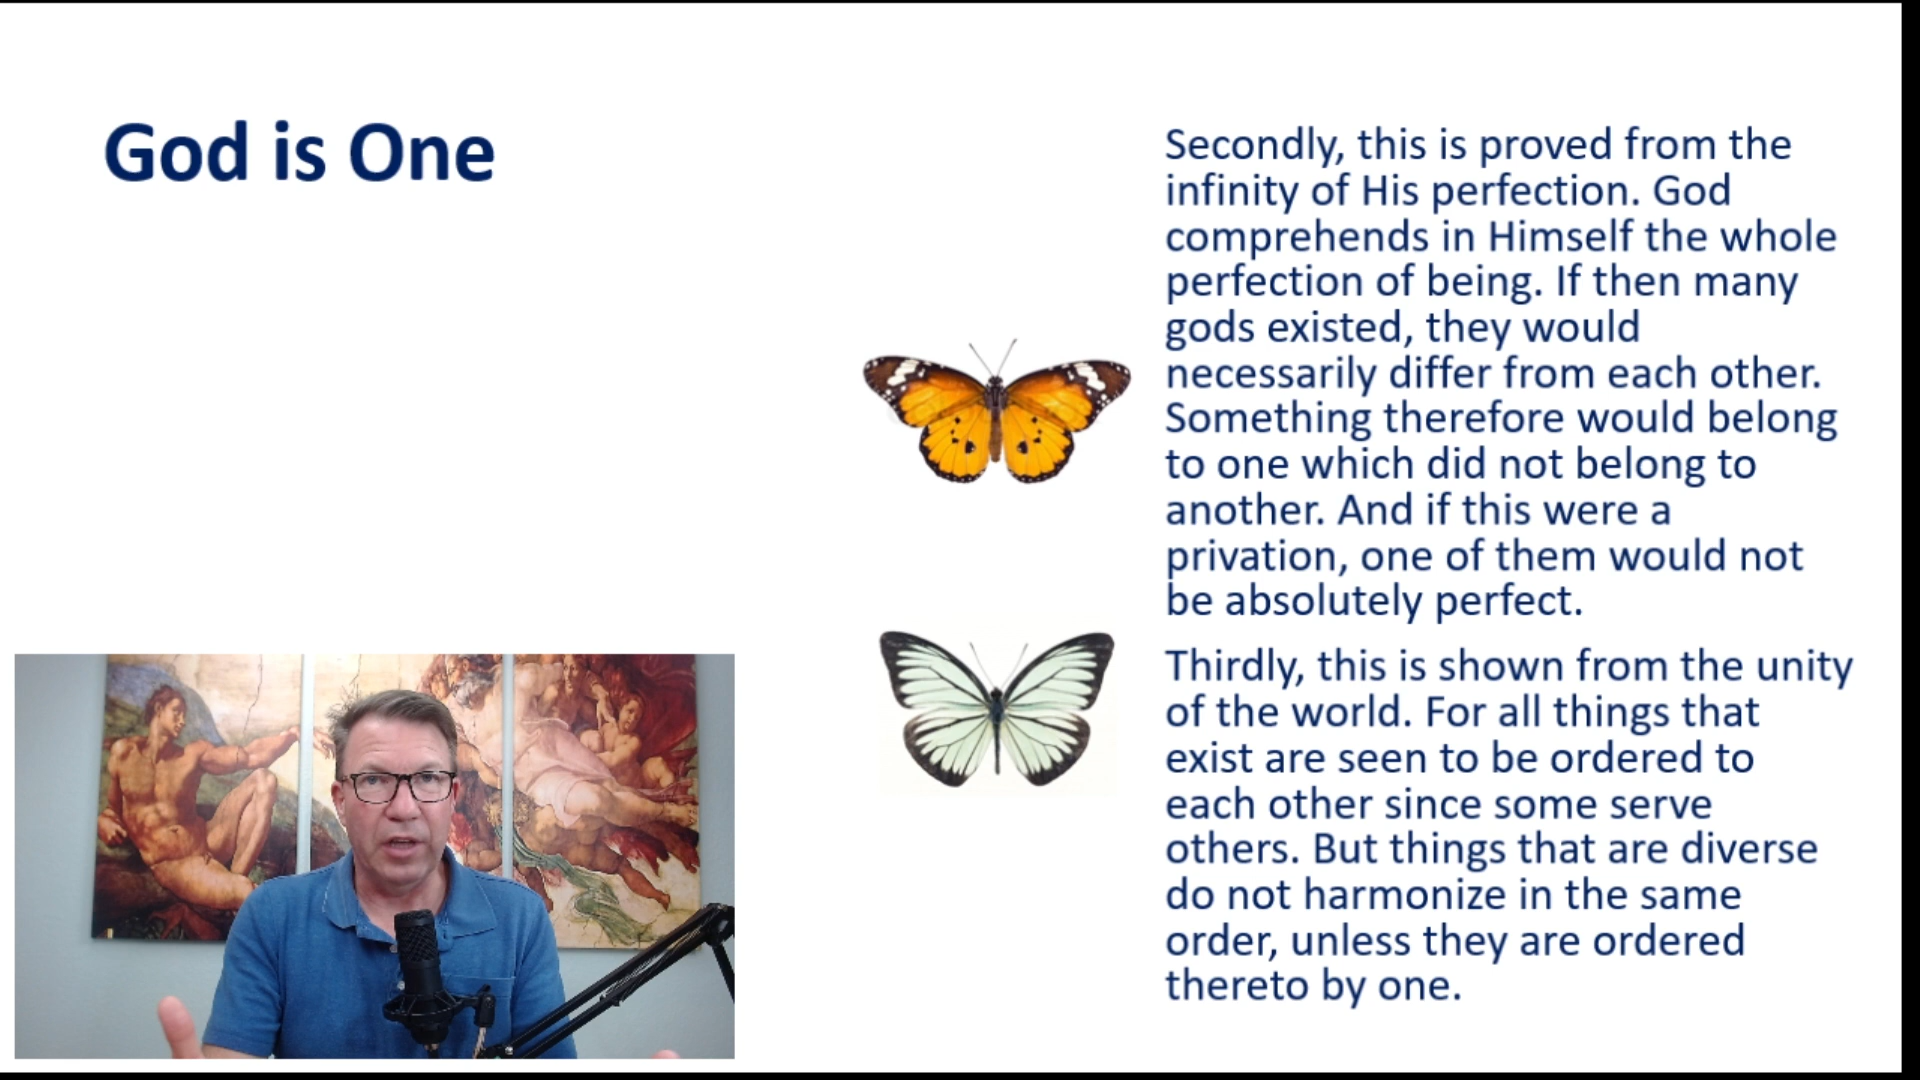 God is One
Secondly, this is proved from the
infinity of His perfection. God
comprehends in Himself the whole
perfection of being. If then many
gods existed, they would
necessarily differ from each other.
Something therefore would belong
to one which did not belong to
another. And if this were a
privation, one of them would not
be absolutely perfect.
Thirdly, this is shown from the unity
of the world. For all things that
exist are seen to be ordered to
each other since some serve
others. But things that are diverse
do not harmonize in the same
order, unless they are ordered
thereto by one.